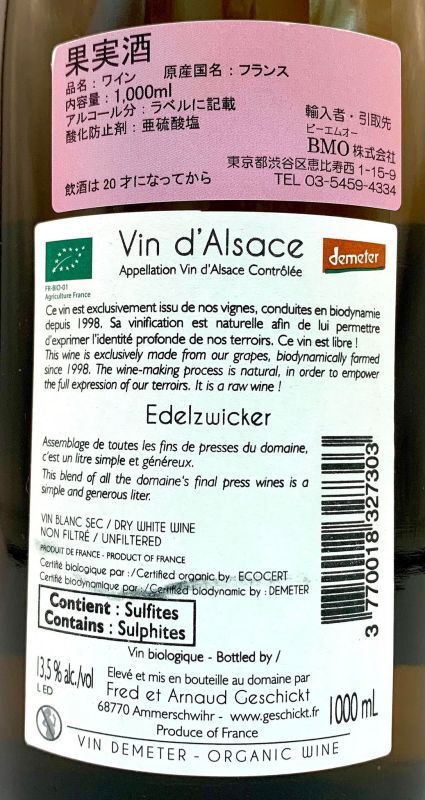 果実酒
品名：ワイン　原産国名：フランス
内容量：1,000ml
アルコール分：ラベルに記載
酸化防止剤：亜硫酸塩
輸入者・引取先
ビーエムオー
BMO 株式会社
東京都渋谷区恵比寿西 1-15-9
飲酒は 20 才になってから
TEL 03-5459-4334
FR-BIO-01
Agriculture France
Vin d'Alsace
Appellation Vin d'Alsace Contrôlée
demeter
Ce vin est exclusivement issu de nos vignes, conduites en biodynamie
depuis 1998. Sa vinification est naturelle afin de lui permettre
d'exprimer l'identité profonde de nos terroirs. Ce vin est libre !
This wine is exclusively made from our grapes, biodynamically farmed
since 1998. The wine-making process is natural, in order to empower
the full expression of our terroirs. It is a raw wine !
Edelzwicker
Assemblage de toutes les fins de presses du domaine,
c'est un litre simple et généreux.
This blend of all the domaine's final press wines is a
simple and generous liter.
VIN BLANC SEC / DRY WHITE WINE
NON FILTRÉ / UNFILTERED
PRODUIT DE FRANCE - PRODUCT OF FRANCE
Certifié biologique par :/Certified organic by : ECOCERT
Certifié biodynamique par :/Certified biodynamic by : DEMETER
Contient : Sulfites
Contains : Sulphites
3 770018 327303
Vin biologique - Bottled by /
13,5 % alc./vol
L ED
Elevé et mis en bouteille au domaine par
Fred et Arnaud Geschickt
68770 Ammerschwihr - www.geschickt.fr
Produce of France
1000 mL
VIN DEMETER - ORGANIC WINE